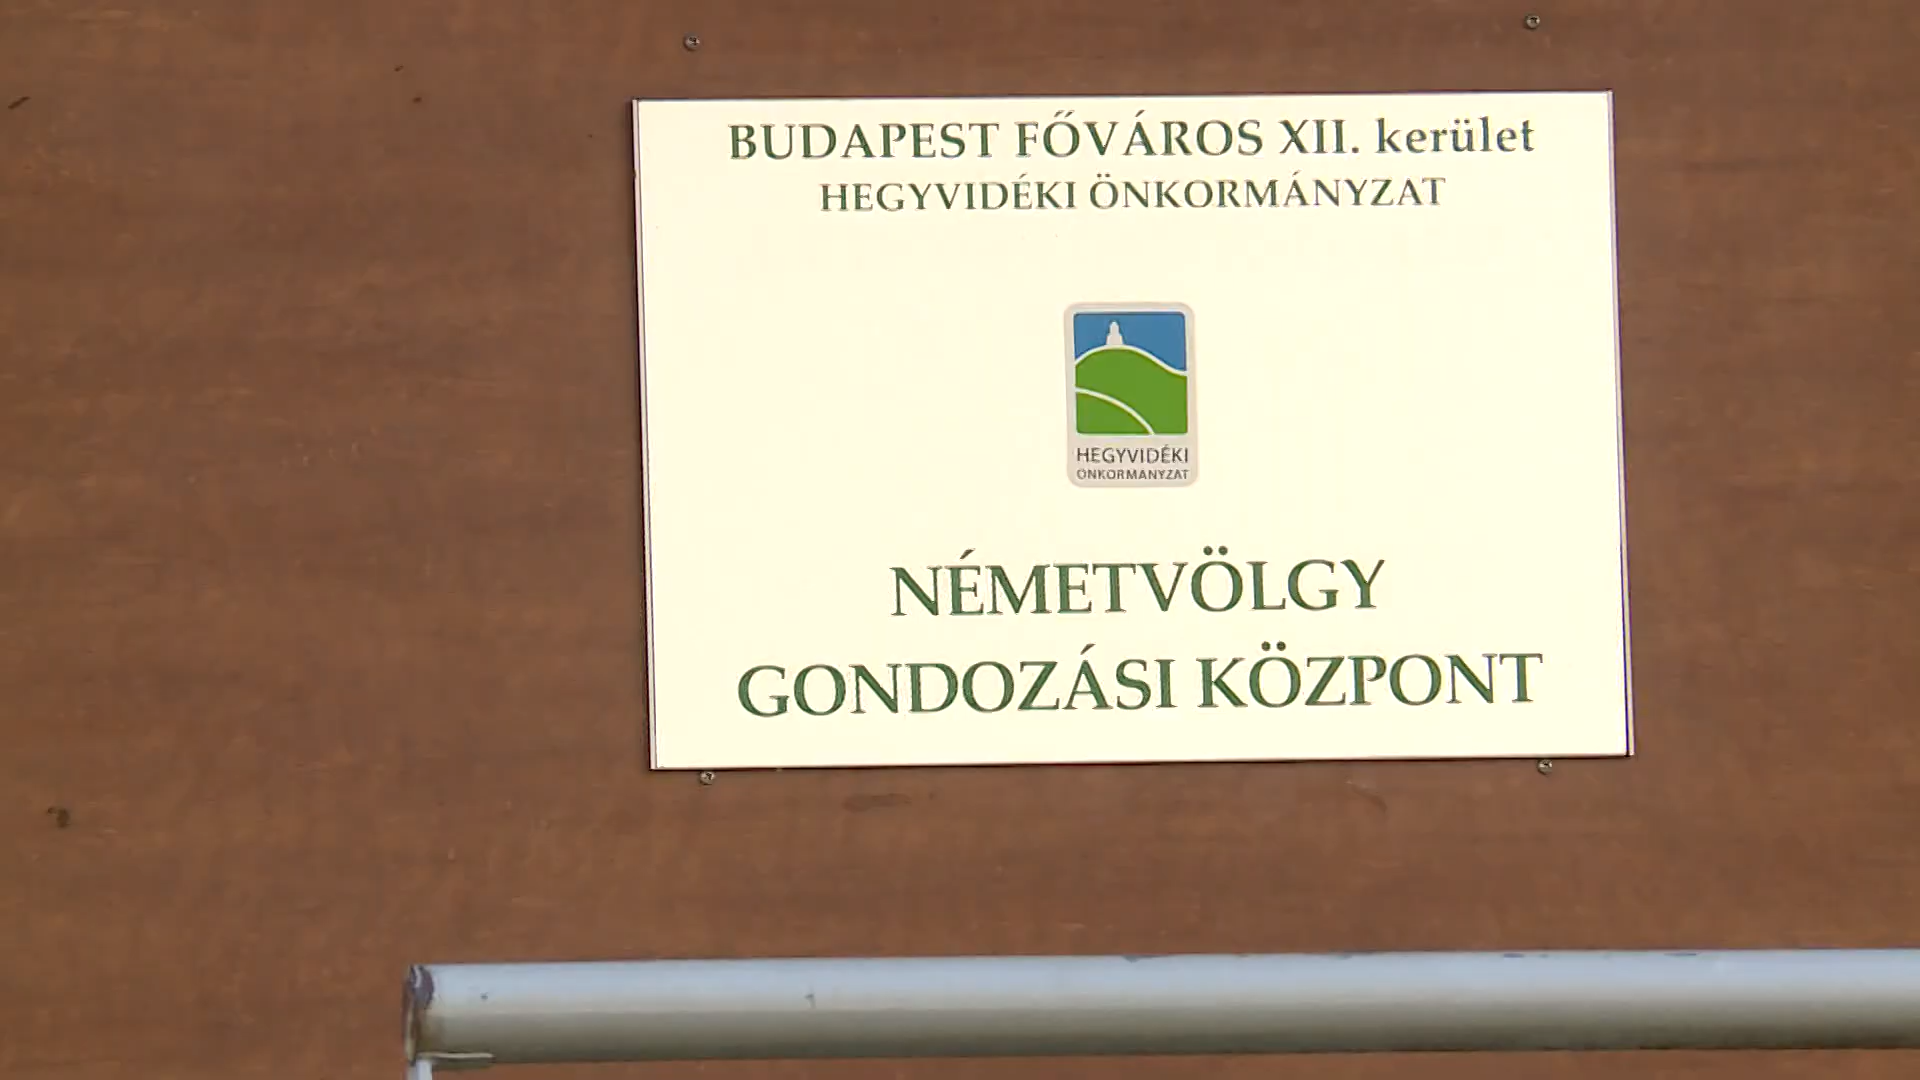 BUDAPEST FŐVÁROS XII. kerület
HEGYVIDÉKI ÖNKORMÁNYZAT
HEGYVIDÉKI
ÖNKORMÁNYZAT
NÉMETVÖLGY
GONDOZÁSI KÖZPONT